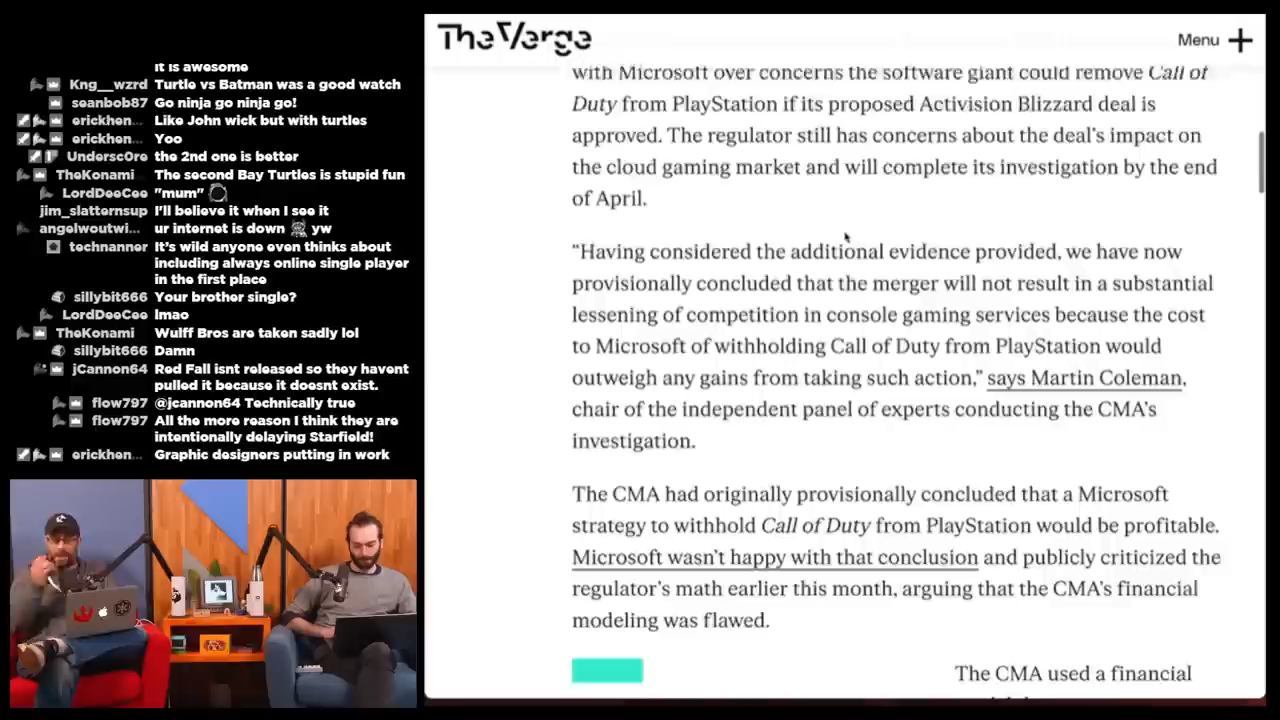 it is awesome
Kng__wzrd Turtle vs Batman was a good watch
seanbob87 Go ninja go ninja go!
erickhen... Like John wick but with turtles
erickhen... Yoo
Undersc0re the 2nd one is better
TheKonami The second Bay Turtles is stupid fun
LordDeeCee "mum"
jim_slatternsup I'll believe it when I see it
angelwoutwi... ur internet is down yw
technanner It's wild anyone even thinks about
including always online single player
in the first place
sillybit666 Your brother single?
LordDeeCee lmao
TheKonami Wulff Bros are taken sadly lol
sillybit666 Damn
jCannon64 Red Fall isnt released so they havent
pulled it because it doesnt exist.
flow797 @jcannon64 Technically true
flow797 All the more reason I think they are
intentionally delaying Starfield!
erickhen... Graphic designers putting in work
The Verge
Menu
with Microsoft over concerns the software giant could remove Call of
Duty from PlayStation if its proposed Activision Blizzard deal is
approved. The regulator still has concerns about the deal's impact on
the cloud gaming market and will complete its investigation by the end
of April.
“Having considered the additional evidence provided, we have now
provisionally concluded that the merger will not result in a substantial
lessening of competition in console gaming services because the cost
to Microsoft of withholding Call of Duty from PlayStation would
outweigh any gains from taking such action,” says Martin Coleman,
chair of the independent panel of experts conducting the CMA's
investigation.
The CMA had originally provisionally concluded that a Microsoft
strategy to withhold Call of Duty from PlayStation would be profitable.
Microsoft wasn't happy with that conclusion and publicly criticized the
regulator's math earlier this month, arguing that the CMA's financial
modeling was flawed.
The CMA used a financial